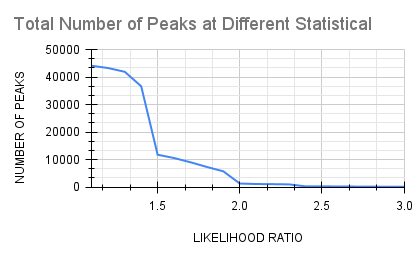 Total Number of Peaks at Different Statistical
50000
40000
30000
20000
10000
0
NUMBER OF PEAKS
1.5 2.0 2.5 3.0
LIKELIHOOD RATIO